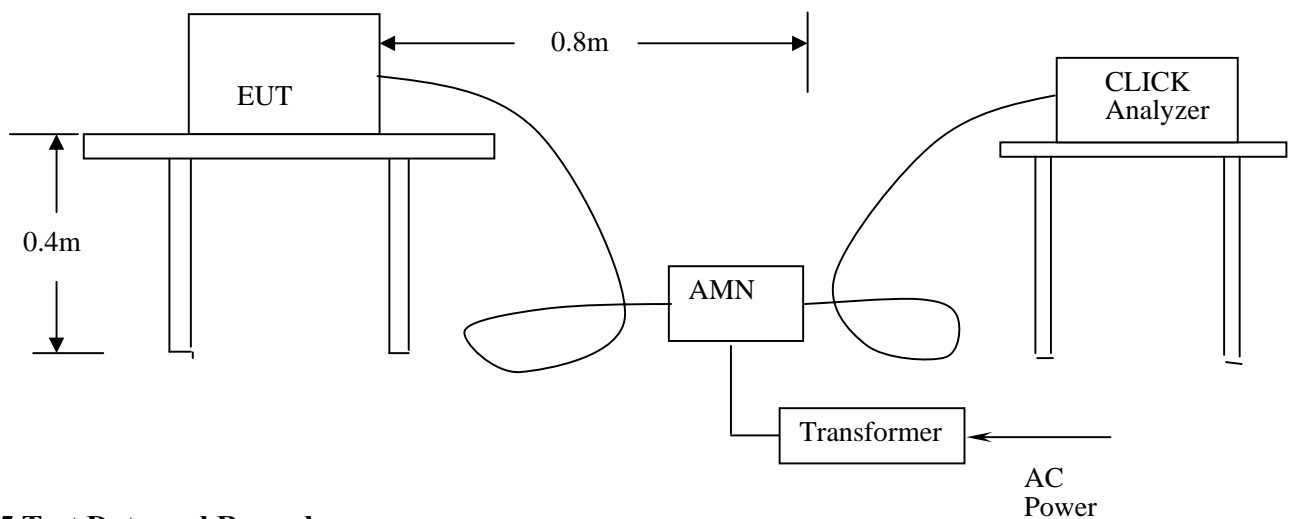 0.8m
EUT
CLICK
Analyzer
0.4m
AMN
Transformer
AC
Power